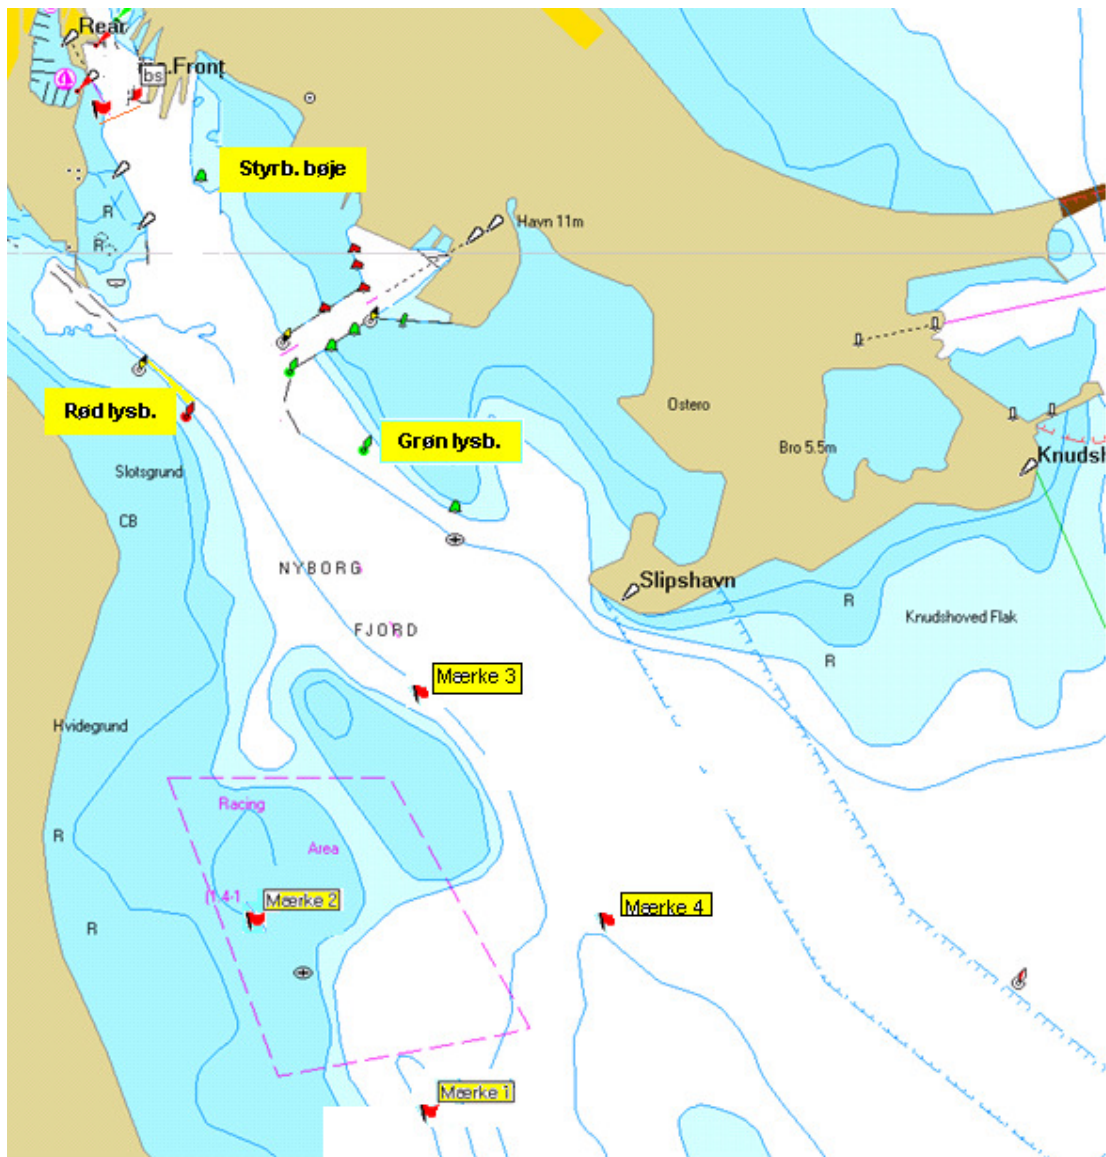 Rear
Front
bs
Styrb. bøje
R
Havn 11m
R
Rød lysb.
Ostero
Grøn lysb.
Bro 5.5m
Slotsgrund
CB
NYBORG
Slipshavn
R
Knudshoved Flak
FJORD
R
Mærke 3
Hvidegrund
Racing
R
Area
Mærke 2
Mærke 4
R
Mærke 1